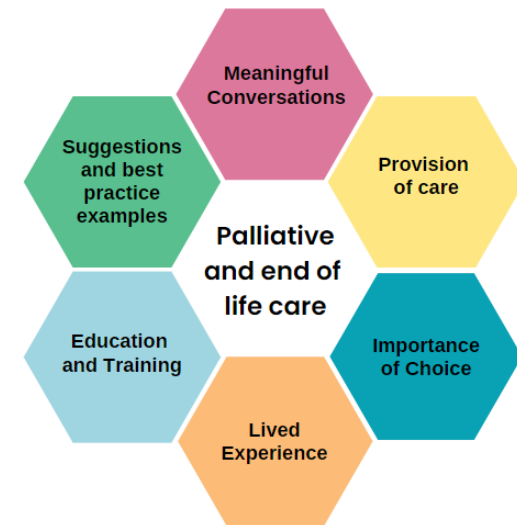 Meaningful
Conversations
Provision
of care
Importance
of Choice
Lived
Experience
Education
and Training
Suggestions
and best
practice
examples
Palliative
and end of
life care